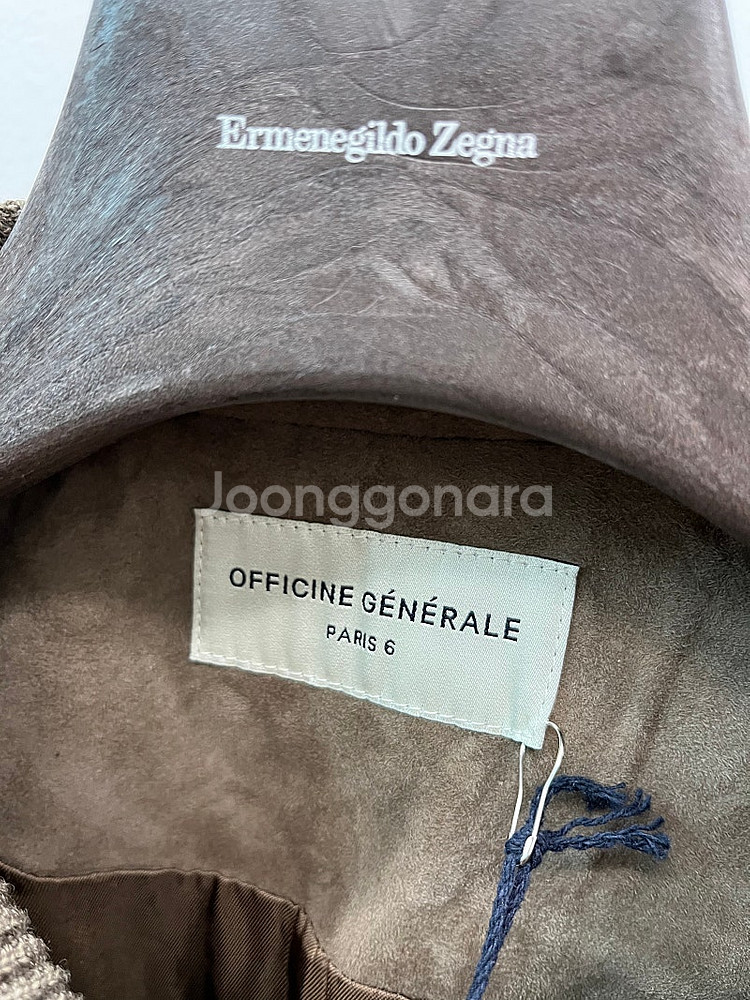 Ermenegildo Zegna
Joonggonara
OFFICINE GÉNÉRALE
PARIS 6